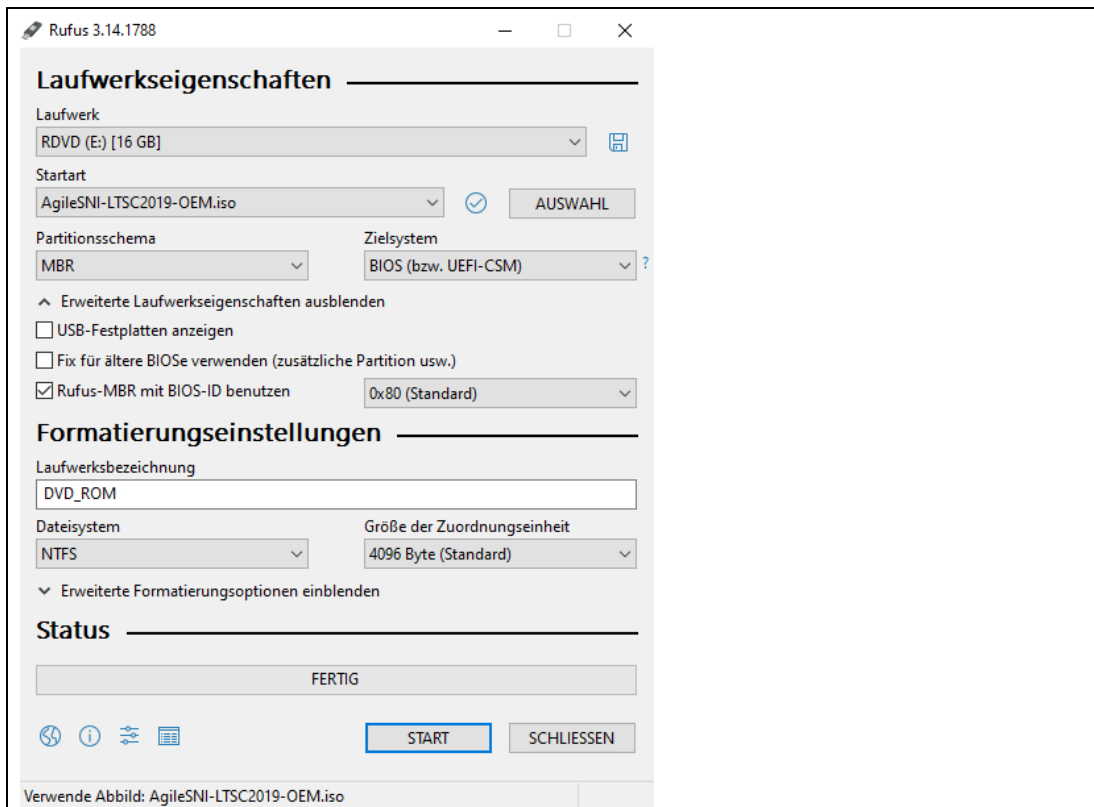 Rufus 3.14.1788
Laufwerkseigenschaften
Laufwerk
RDVD (E:) [16 GB]
Startart
AgileSNI-LTSC2019-OEM.iso
AUSWAHL
Partitionsschema
Zielsystem
MBR
BIOS (bzw. UEFI-CSM)
?
Erweiterte Laufwerkseigenschaften ausblenden
USB-Festplatten anzeigen
Fix für ältere BIOSe verwenden (zusätzliche Partition usw.)
Rufus-MBR mit BIOS-ID benutzen
0x80 (Standard)
Formatierungseinstellungen
Laufwerksbezeichnung
DVD_ROM
Dateisystem
Größe der Zuordnungseinheit
NTFS
4096 Byte (Standard)
Erweiterte Formatierungsoptionen einblenden
Status
FERTIG
START
SCHLIESSEN
Verwende Abbild: AgileSNI-LTSC2019-OEM.iso